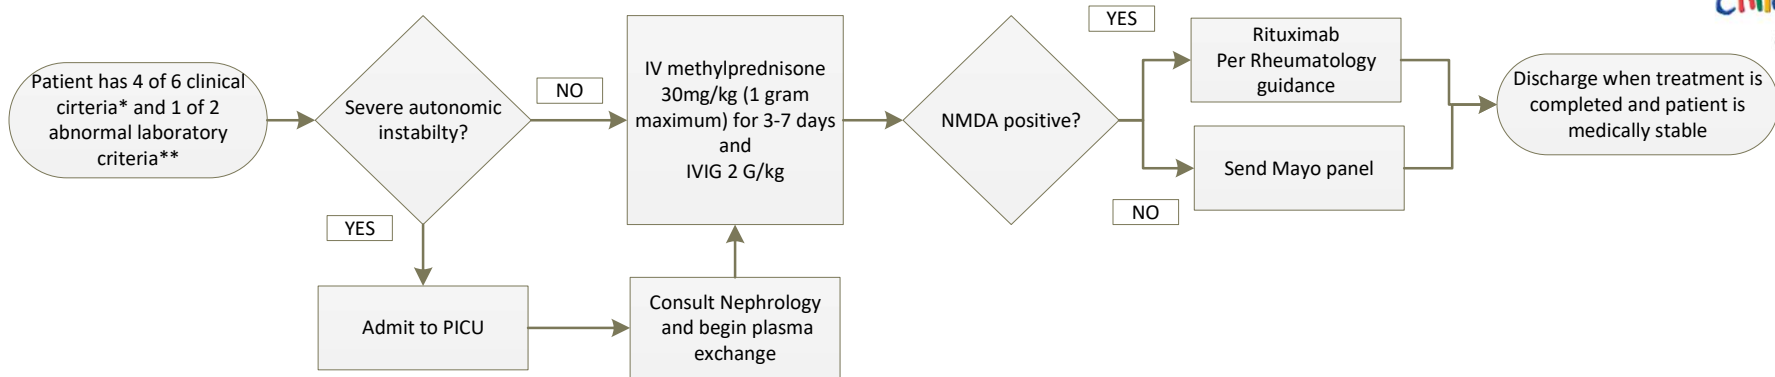 Patient has 4 of 6 clinical
cirteria* and 1 of 2
abnormal laboratory
criteria**
Severe autonomic
instabilty?
NO
YES
Admit to PICU
Consult Nephrology
and begin plasma
exchange
IV methylprednisone
30mg/kg (1 gram
maximum) for 3-7 days
and
IVIG 2 G/kg
NMDA positive?
YES
Rituximab
Per Rheumatology
guidance
NO
Send Mayo panel
Discharge when treatment is
completed and patient is
medically stable